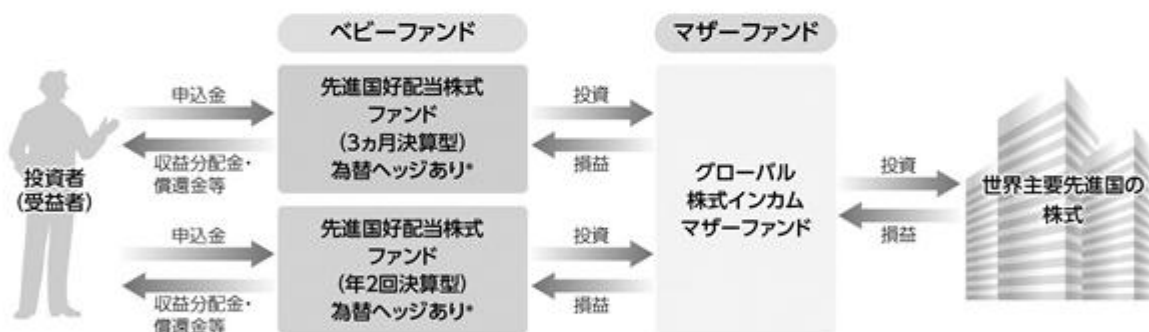 ベビーファンド
マザーファンド
投資者
(受益者)
申込金
収益分配金・
償還金等
先進国好配当株式
ファンド
(3ヵ月決算型)
為替ヘッジあり*
投資
損益
申込金
収益分配金・
償還金等
先進国好配当株式
ファンド
(年2回決算型)
為替ヘッジあり*
投資
損益
グローバル
株式インカム
マザーファンド
投資
損益
世界主要先進国の
株式